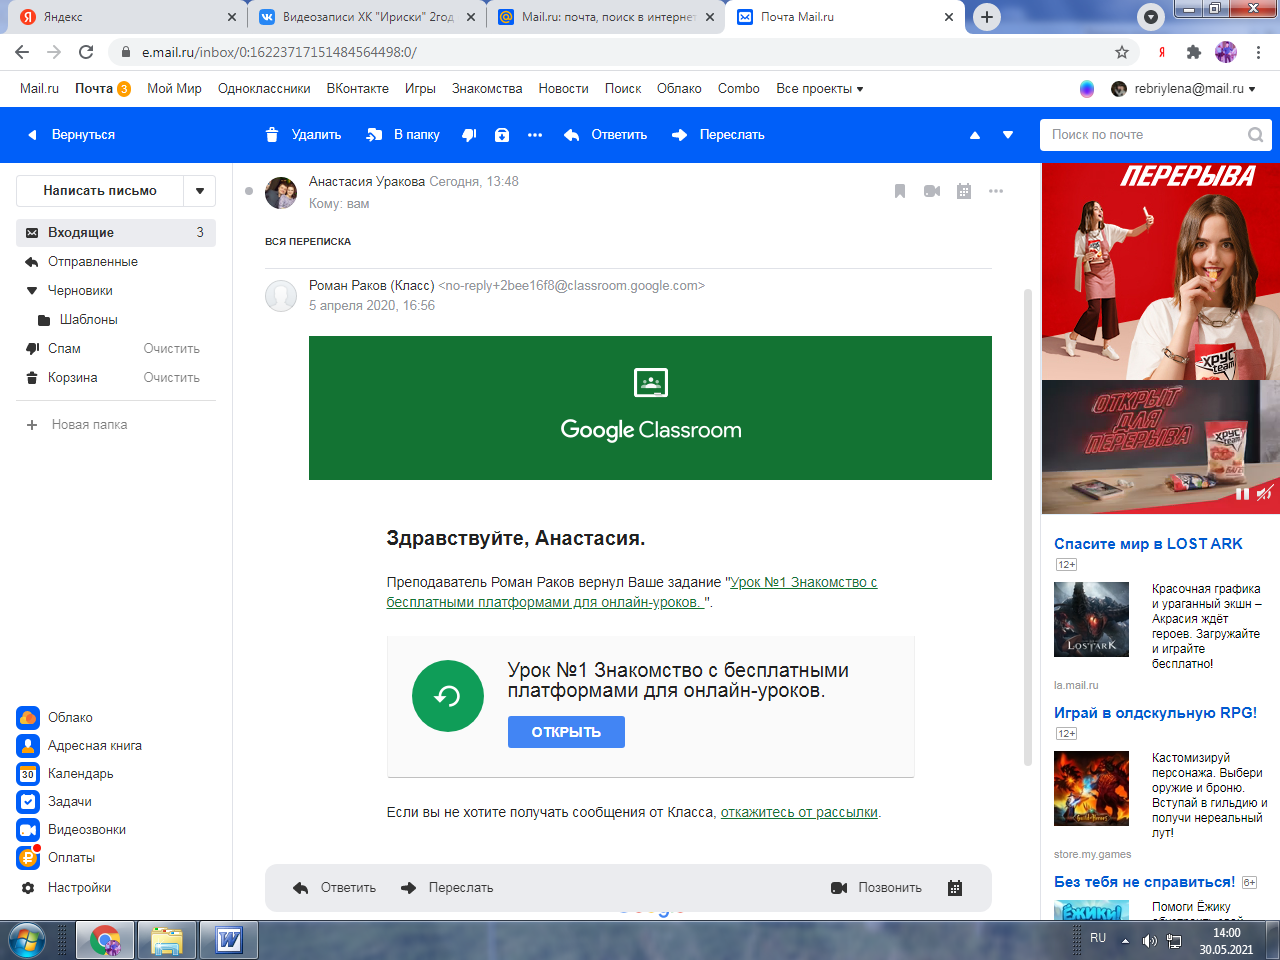 Яндекс
Видеозаписи ХК "Ириски" 2год
Mail.ru: почта, поиск в интернет
Почта Mail.ru
e.mail.ru/inbox/0:16223717151484564498:0/
Mail.ru Почта 3 Мой Мир Одноклассники ВКонтакте Игры Знакомства Новости Поиск Облако Combo Все проекты
rebriylena@mail.ru
Вернуться
Удалить В папку Ответить Переслать
Поиск по почте
Написать письмо
Входящие 3
Отправленные
Черновики
Шаблоны
Спам Очистить
Корзина Очистить
Новая папка
Облако
Адресная книга
30 Календарь
Задачи
Видеозвонки
Оплаты
Настройки
Анастасия Уракова Сегодня, 13:48
Кому: вам
ВСЯ ПЕРЕПИСКА
Роман Раков (Класс) <no-reply+2bee16f8@classroom.google.com>
5 апреля 2020, 16:56
Google Classroom
Здравствуйте, Анастасия.
Преподаватель Роман Раков вернул Ваше задание "Урок №1 Знакомство с
бесплатными платформами для онлайн-уроков. ".
Урок №1 Знакомство с бесплатными
платформами для онлайн-уроков.
ОТКРЫТЬ
Если вы не хотите получать сообщения от Класса, откажитесь от рассылки.
Ответить Переслать Позвонить
ПЕРЕРЫВА
ХРУС
team
ОТКРЫТ
ДЛЯ
ПЕРЕРЫВА
ХРУС
team
Спасите мир в LOST ARK
12+
LOST ARK
Красочная графика
и ураганный экшн –
Акрасия ждёт
героев. Загружайте
и играйте
бесплатно!
la.mail.ru
Играй в олдскульную RPG!
12+
Кастомизируй
персонажа. Выбери
оружие и броню.
Вступай в гильдию и
получи нереальный
лут!
store.my.games
Без тебя не справиться! 6+
ЁЖИКИ!
Помоги Ёжику
RU
14:00
30.05.2021